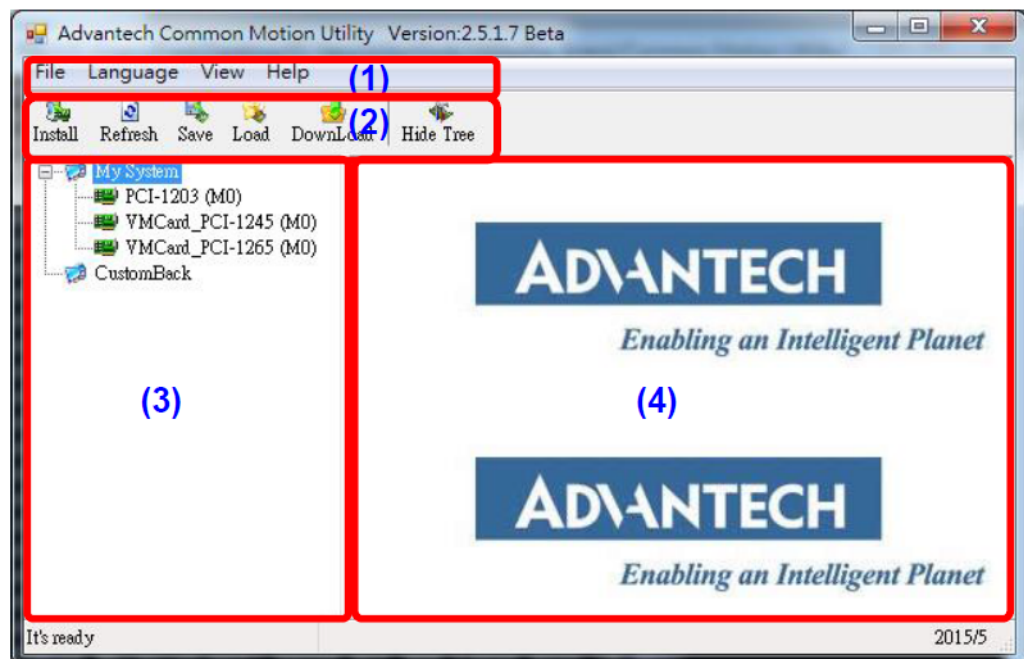 Advantech Common Motion Utility Version:2.5.1.7 Beta
File Language View Help
(1)
Install Refresh Save Load DownLoad Hide Tree
(2)
My System
PCI-1203 (M0)
VMCard_PCI-1245 (M0)
VMCard_PCI-1265 (M0)
CustomBack
(3)
ADVANTECH
Enabling an Intelligent Planet
(4)
ADVANTECH
Enabling an Intelligent Planet
It's ready
2015/5